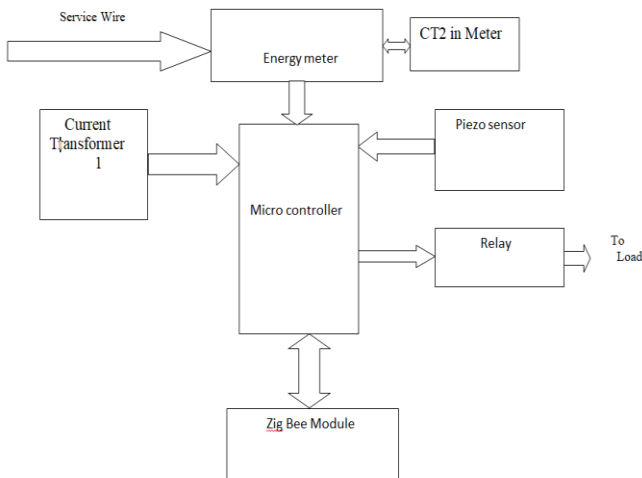 Service Wire
Energy meter
CT2 in Meter
Current
Transformer
1
Piezo sensor
Micro controller
Relay
To
Load
Zig Bee Module